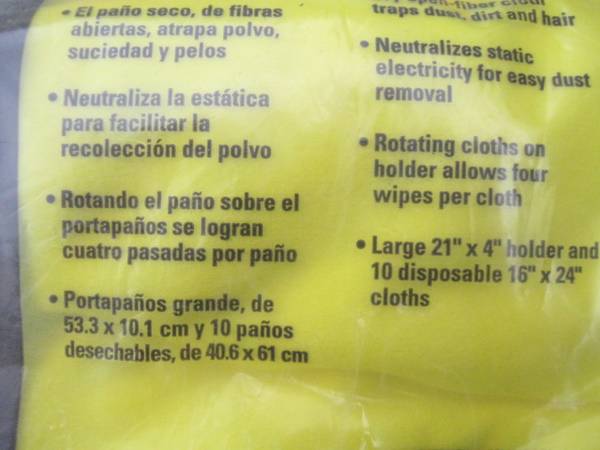 • El paño seco, de fibras
abiertas, atrapa polvo,
suciedad y pelos
• Neutraliza la estática
para facilitar la
recolección del polvo
• Rotando el paño sobre el
portapaños se logran
cuatro pasadas por paño
• Portapaños grande, de
53.3 x 10.1 cm y 10 paños
desechables, de 40.6 x 61 cm
traps dust, dirt and hair
• Neutralizes static
electricity for easy dust
removal
• Rotating cloths on
holder allows four
wipes per cloth
• Large 21" x 4" holder and
10 disposable 16" x 24"
cloths